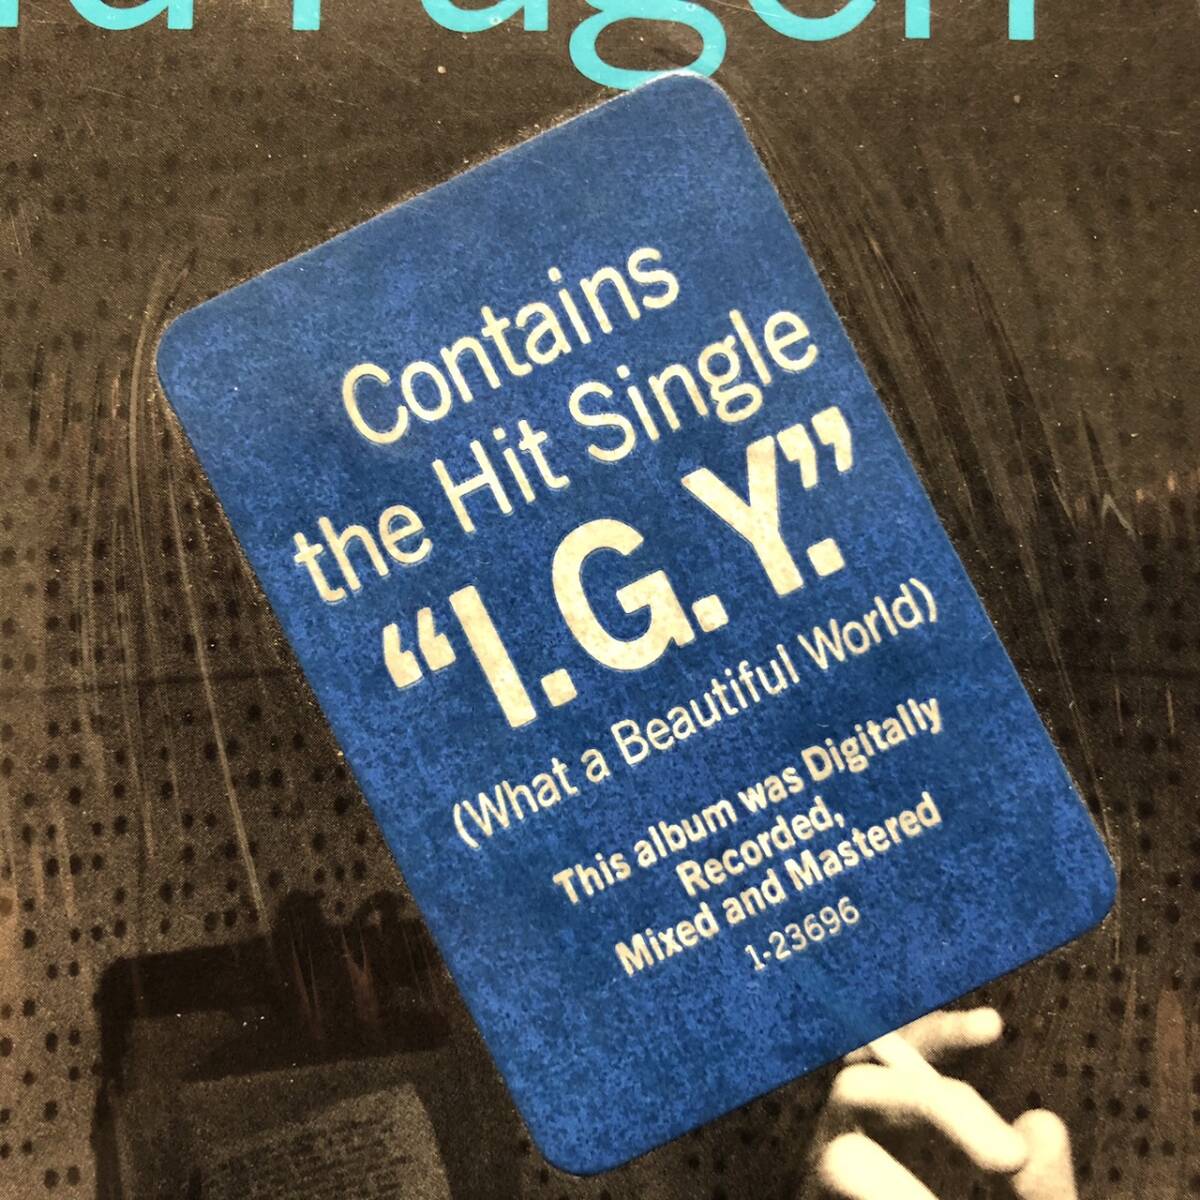 Contains
the Hit Single
“I.G.Y.”
(What a Beautiful World)
This album was Digitally
Recorded,
Mixed and Mastered
1-23696